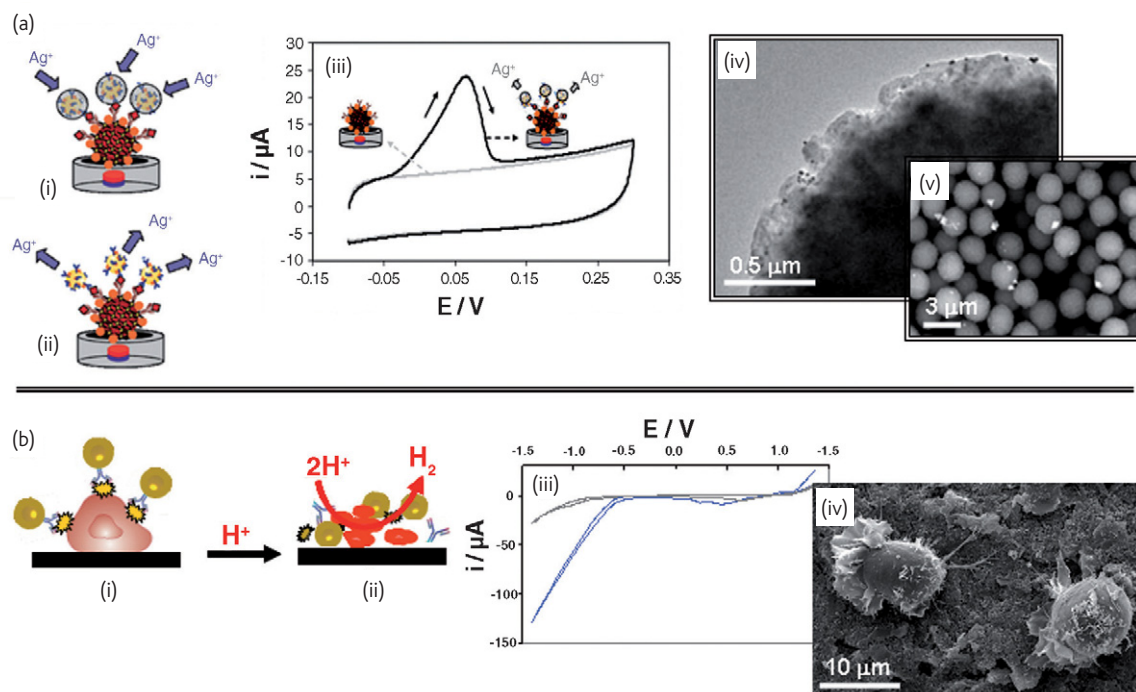 (a)
Ag⁺
Ag⁺
Ag⁺
(i)
Ag⁺
Ag⁺
Ag⁺
(ii)
(iii)
Ag⁺
Ag⁺
30
25
20
15
10
5
0
-5
-10
i / µA
-0.15
-0.05
0.05
0.15
0.25
0.35
E / V
(iv)
0.5 µm
(v)
3 µm
(b)
(i)
H⁺
2H⁺
H₂
(ii)
E / V
-1.5
-1.0
-0.5
0.0
0.5
1.0
-1.5
(iii)
0
-50
-100
-150
i / µA
(iv)
10 µm